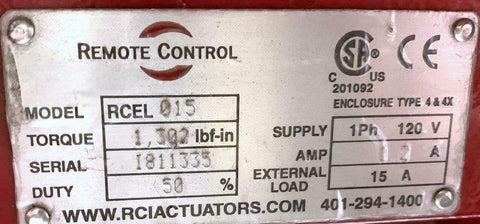 REMOTE CONTROL
CSA
C US
201092
CE
ENCLOSURE TYPE 4 & 4X
MODEL RCEL 015
TORQUE 1,302 lbf-in
SERIAL I811335
DUTY 50 %
SUPPLY 1Ph 120 V
AMP 2 A
EXTERNAL LOAD 15 A
WWW.RCIACTUATORS.COM 401-294-1400